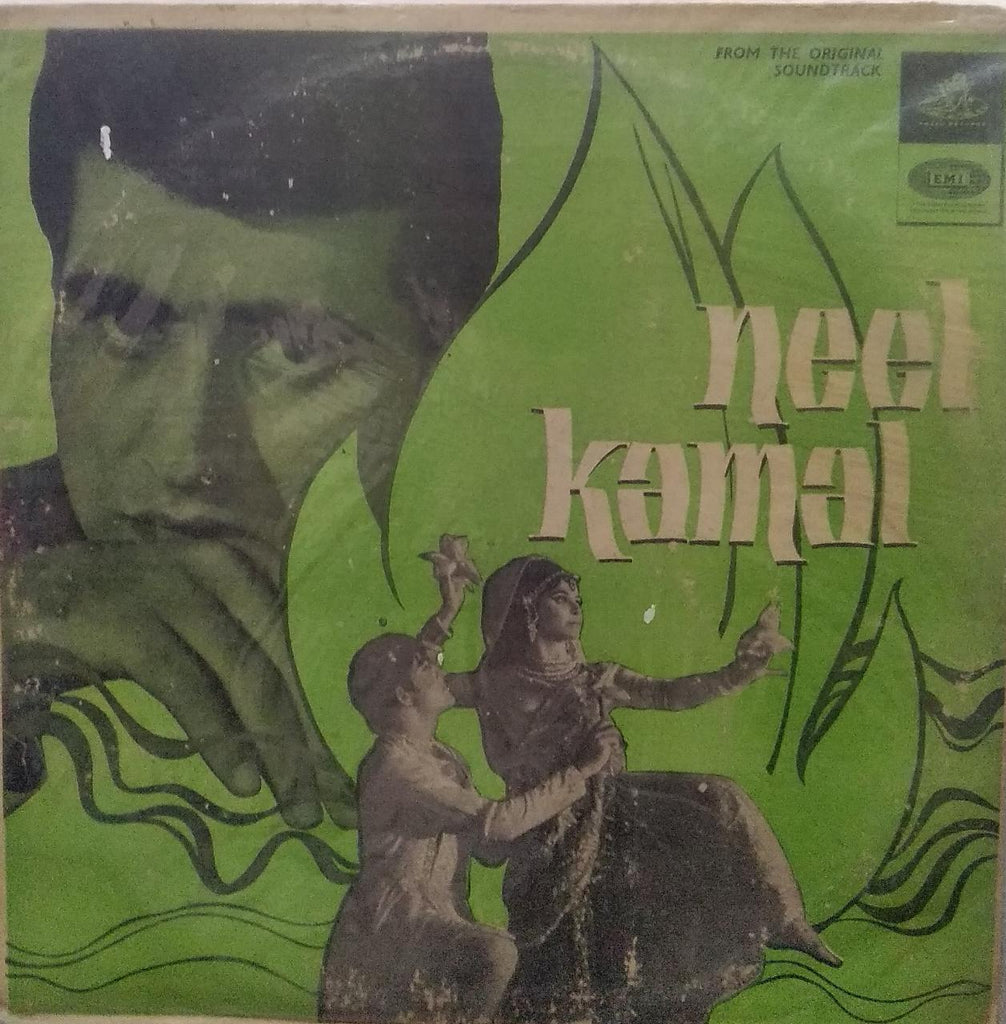 FROM THE ORIGINAL
SOUNDTRACK
EMI
neel
kamal